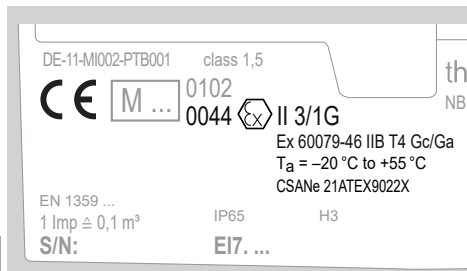 DE-11-MI002-PTB001 class 1,5
th
CE M ... 0102
NB
0044 Ex II 3/1G
Ex 60079-46 IIB T4 Gc/Ga
Ta = –20 °C to +55 °C
CSANe 21ATEX9022X
EN 1359 ...
1 Imp ≙ 0,1 m³ IP65 H3
S/N: EI7. ...